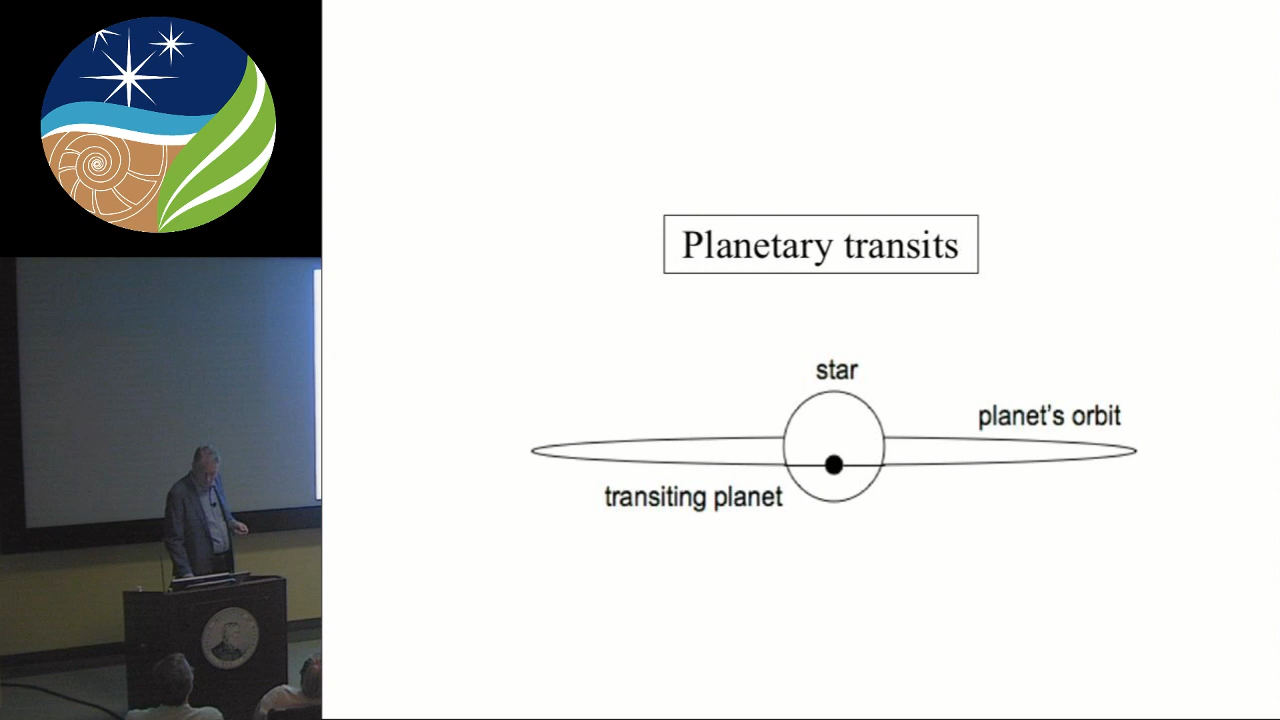 Planetary transits
star
planet's orbit
transiting planet